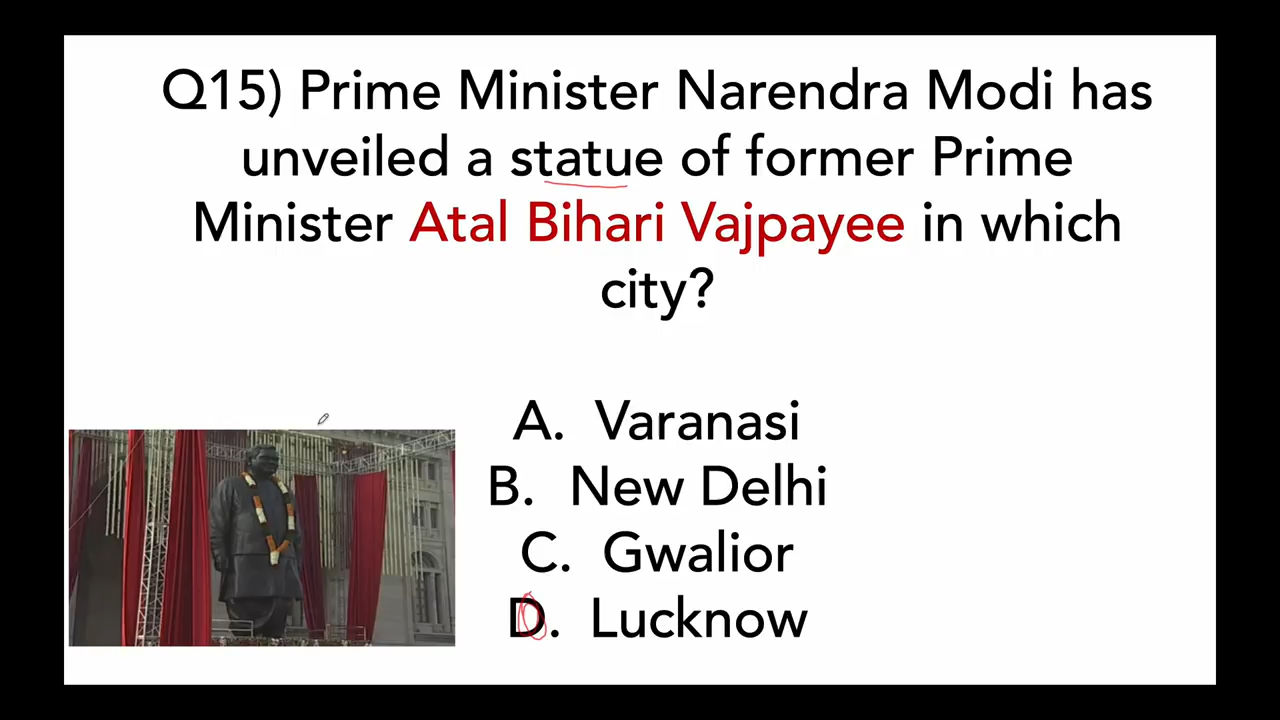 Q15) Prime Minister Narendra Modi has
unveiled a statue of former Prime
Minister Atal Bihari Vajpayee in which
city?
A. Varanasi
B. New Delhi
C. Gwalior
D. Lucknow